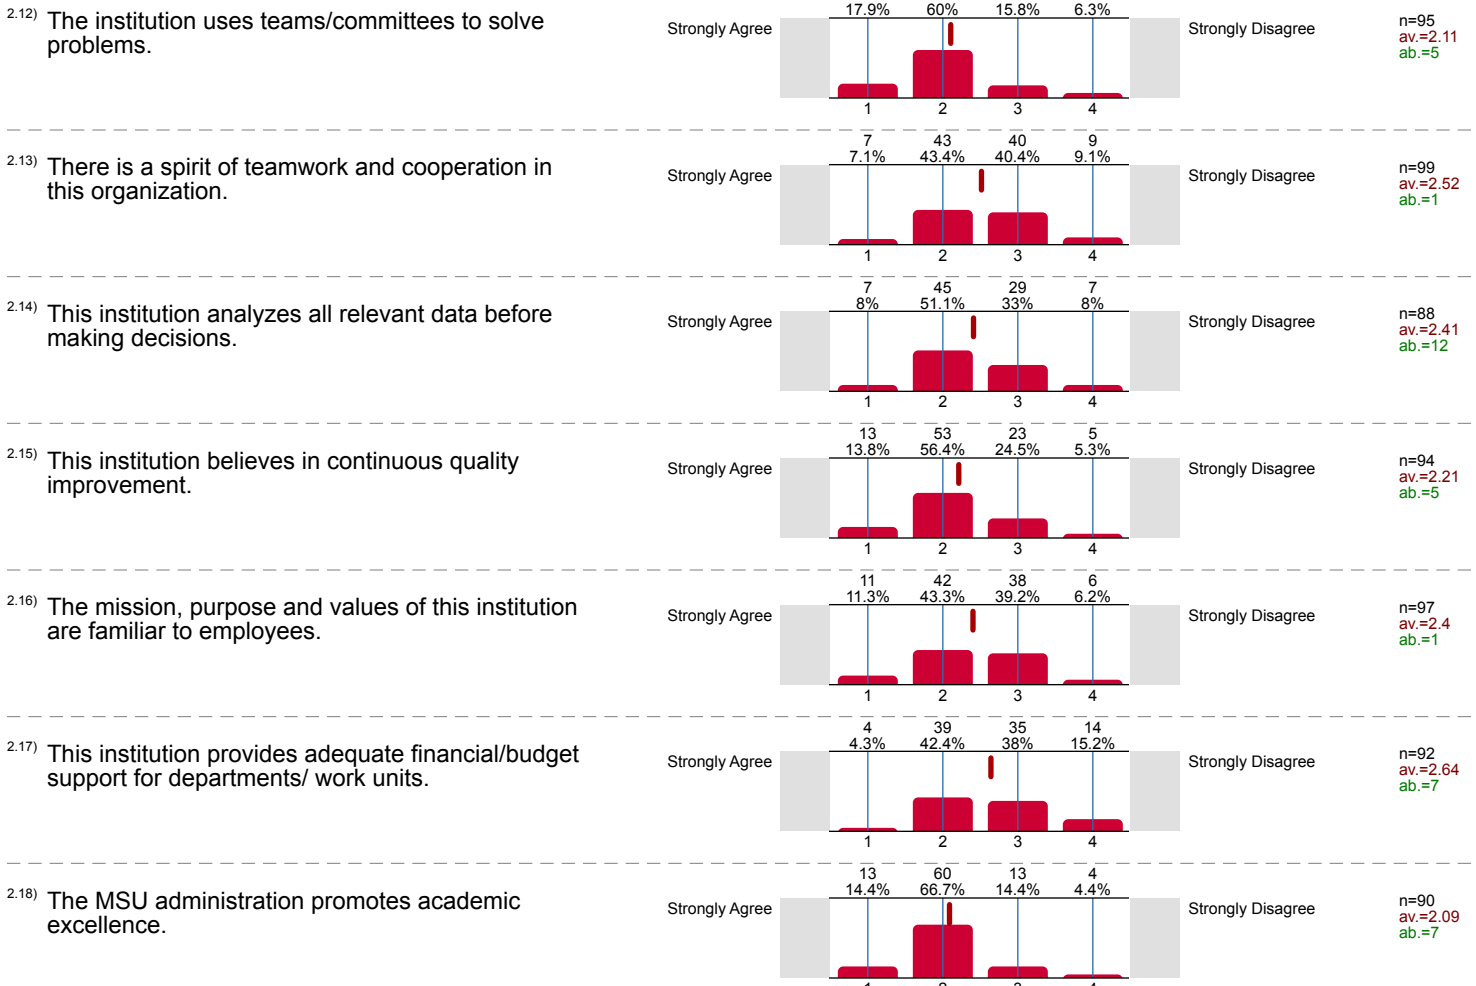 17.9% 60% 15.8% 6.3%
2.12) The institution uses teams/committees to solve
problems.
Strongly Agree
Strongly Disagree
n=95
av.=2.11
ab.=5
1 2 3 4
7 43 40 9
7.1% 43.4% 40.4% 9.1%
2.13) There is a spirit of teamwork and cooperation in
this organization.
Strongly Agree
Strongly Disagree
n=99
av.=2.52
ab.=1
1 2 3 4
7 45 29 7
8% 51.1% 33% 8%
2.14) This institution analyzes all relevant data before
making decisions.
Strongly Agree
Strongly Disagree
n=88
av.=2.41
ab.=12
1 2 3 4
13 53 23 5
13.8% 56.4% 24.5% 5.3%
2.15) This institution believes in continuous quality
improvement.
Strongly Agree
Strongly Disagree
n=94
av.=2.21
ab.=5
1 2 3 4
11 42 38 6
11.3% 43.3% 39.2% 6.2%
2.16) The mission, purpose and values of this institution
are familiar to employees.
Strongly Agree
Strongly Disagree
n=97
av.=2.4
ab.=1
1 2 3 4
4 39 35 14
4.3% 42.4% 38% 15.2%
2.17) This institution provides adequate financial/budget
support for departments/ work units.
Strongly Agree
Strongly Disagree
n=92
av.=2.64
ab.=7
1 2 3 4
13 60 13 4
14.4% 66.7% 14.4% 4.4%
2.18) The MSU administration promotes academic
excellence.
Strongly Agree
Strongly Disagree
n=90
av.=2.09
ab.=7